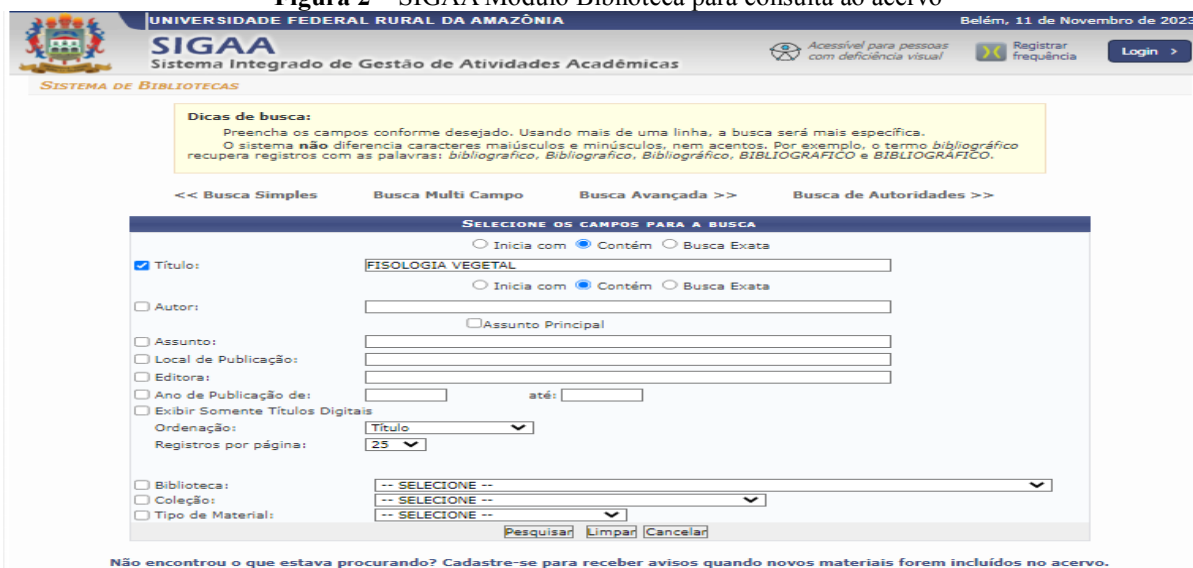 Figura 2 – SIGAA Módulo Biblioteca para consulta ao acervo
UNIVERSIDADE FEDERAL RURAL DA AMAZÔNIA Belém, 11 de Novembro de 2023
SIGAA
Sistema Integrado de Gestão de Atividades Acadêmicas
Acessível para pessoas com deficiência visual
Registrar frequência
Login >
SISTEMA DE BIBLIOTECAS
Dicas de busca:
Preencha os campos conforme desejado. Usando mais de uma linha, a busca será mais específica.
O sistema não diferencia caracteres maiúsculos e minúsculos, nem acentos. Por exemplo, o termo bibliográfico
recupera registros com as palavras: bibliografico, Bibliografico, Bibliográfico, BIBLIOGRAFICO e BIBLIOGRÁFICO.
<< Busca Simples Busca Multi Campo Busca Avançada >> Busca de Autoridades >>
SELECIONE OS CAMPOS PARA A BUSCA
Inicia com Contém Busca Exata
Título: FISOLOGIA VEGETAL
Inicia com Contém Busca Exata
Autor:
Assunto Principal
Assunto:
Local de Publicação:
Editora:
Ano de Publicação de: até:
Exibir Somente Títulos Digitais
Ordenação: Título
Registros por página: 25
Biblioteca: -- SELECIONE --
Coleção: -- SELECIONE --
Tipo de Material: -- SELECIONE --
Pesquisar Limpar Cancelar
Não encontrou o que estava procurando? Cadastre-se para receber avisos quando novos materiais forem incluídos no acervo.